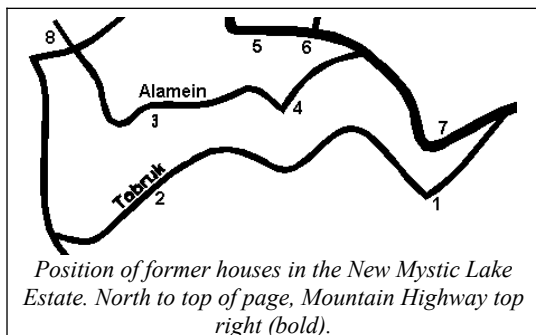 8
5
6
Alamein
3
4
7
Tobruk
2
1
Position of former houses in the New Mystic Lake
Estate. North to top of page, Mountain Highway top
right (bold).